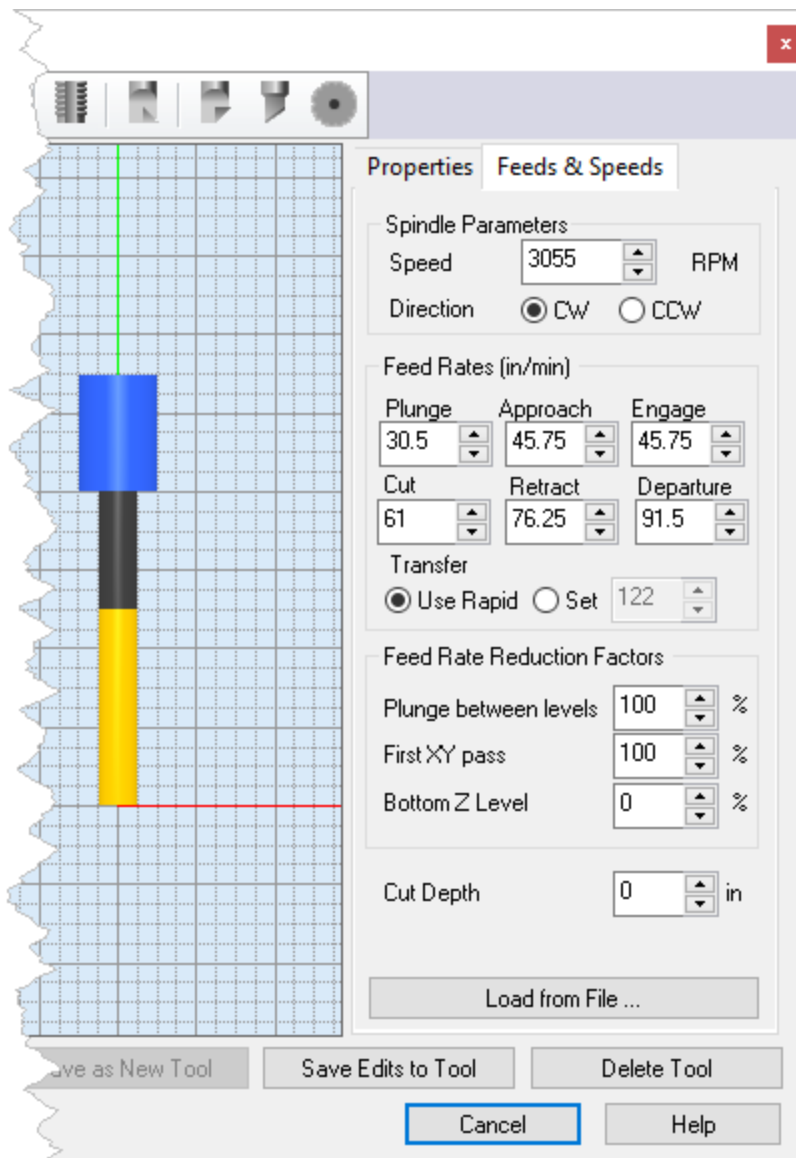 x
Properties Feeds & Speeds
Spindle Parameters
Speed 3055 RPM
Direction CW CCW
Feed Rates (in/min)
Plunge Approach Engage
30.5 45.75 45.75
Cut Retract Departure
61 76.25 91.5
Transfer
Use Rapid Set 122
Feed Rate Reduction Factors
Plunge between levels 100 %
First XY pass 100 %
Bottom Z Level 0 %
Cut Depth 0 in
Load from File ...
as New Tool Save Edits to Tool Delete Tool
Cancel Help